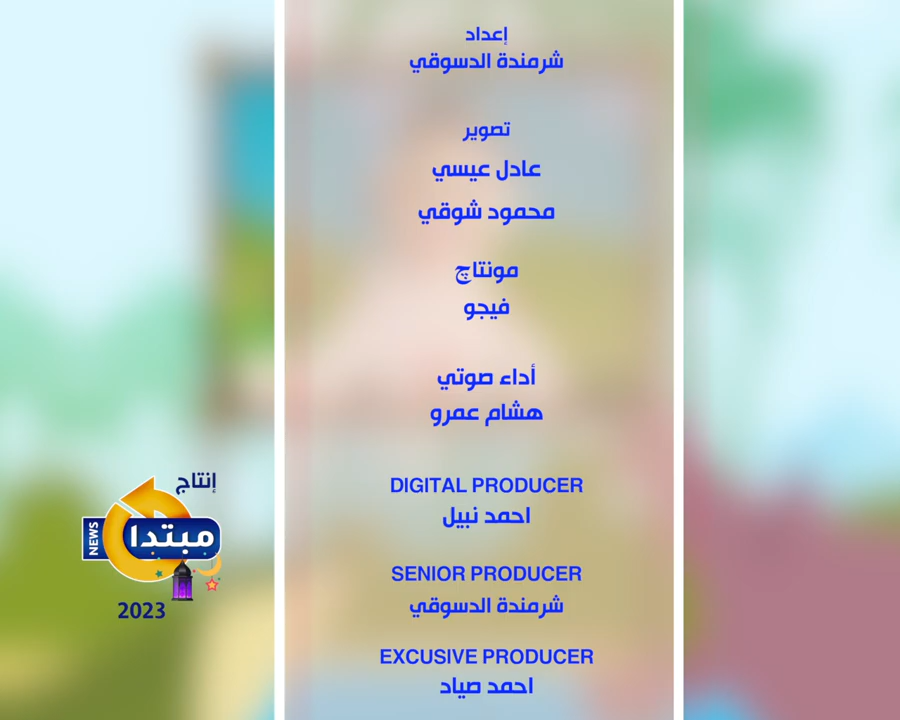 إعداد
شرمندة الدسوقي
تصوير
عادل عيسي
محمود شوقي
مونتاچ
فيجو
أداء صوتي
هشام عمرو
DIGITAL PRODUCER
احمد نبيل
SENIOR PRODUCER
شرمندة الدسوقي
EXCUSIVE PRODUCER
احمد صياد
إنتاج
مبتدا
NEWS
2023